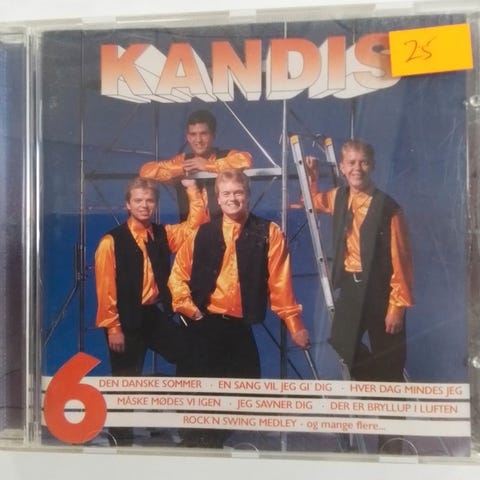 KANDIS
25
6
DEN DANSKE SOMMER · EN SANG VIL JEG GI' DIG · HVER DAG MINDES JEG
MÅSKE MØDES VI IGEN · JEG SAVNER DIG · DER ER BRYLLUP I LUFTEN
ROCK'N SWING MEDLEY · og mange flere...